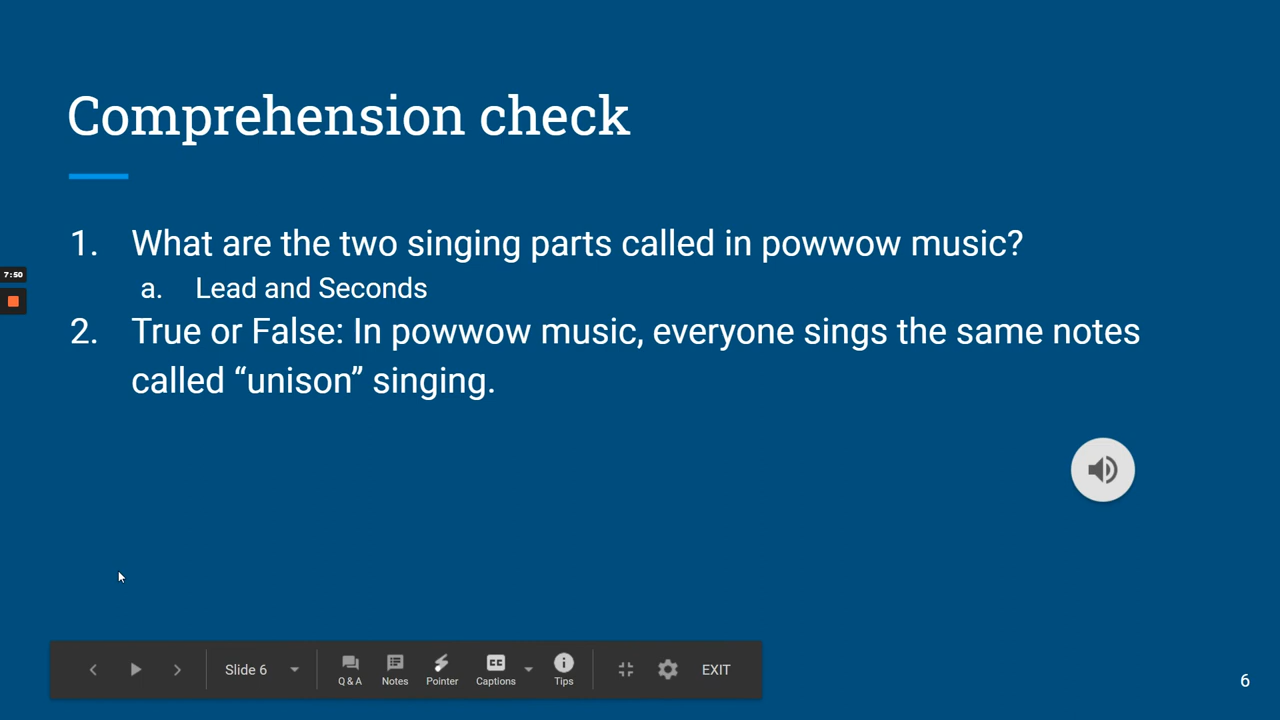 Comprehension check
1. What are the two singing parts called in powwow music?
a. Lead and Seconds
2. True or False: In powwow music, everyone sings the same notes
called “unison” singing.
7:50
Slide 6
Q & A
Notes
Pointer
CC
Captions
Tips
EXIT
6